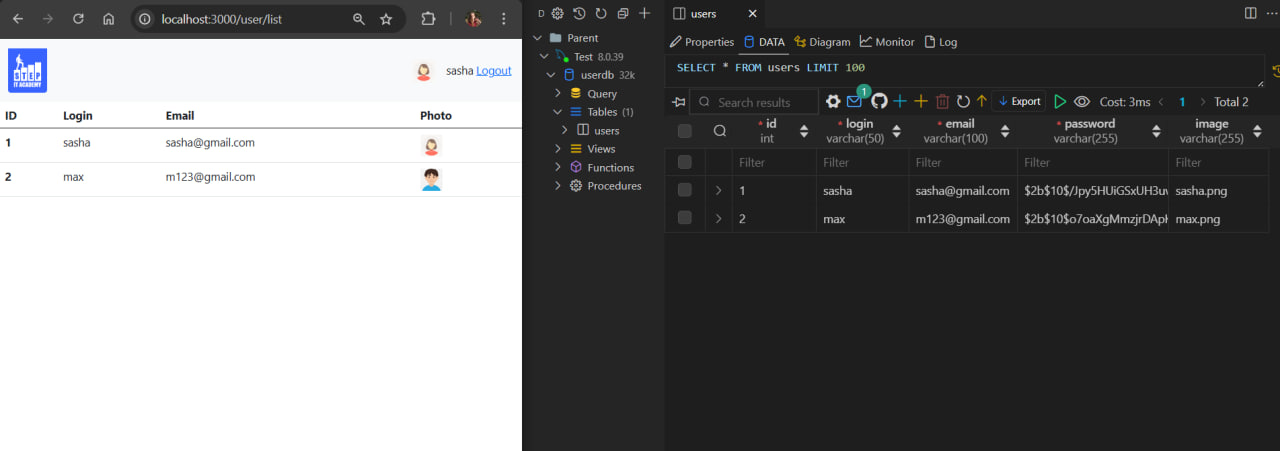 localhost:3000/user/list
STEP
IT ACADEMY
sasha Logout
ID Login Email Photo
1 sasha sasha@gmail.com
2 max m123@gmail.com
D
Parent
Test 8.0.39
userdb 32k
Query
Tables (1)
users
Views
Functions
Procedures
users
Properties DATA Diagram Monitor Log
SELECT * FROM users LIMIT 100
Search results 1 Export Cost: 3ms 1 Total 2
* id * login * email * password image
int varchar(50) varchar(100) varchar(255) varchar(255)
Filter Filter Filter Filter Filter
1 sasha sasha@gmail.com $2b$10$/Jpy5HUiGSxUH3uv sasha.png
2 max m123@gmail.com $2b$10$o7oaXgMmzjrDApH max.png